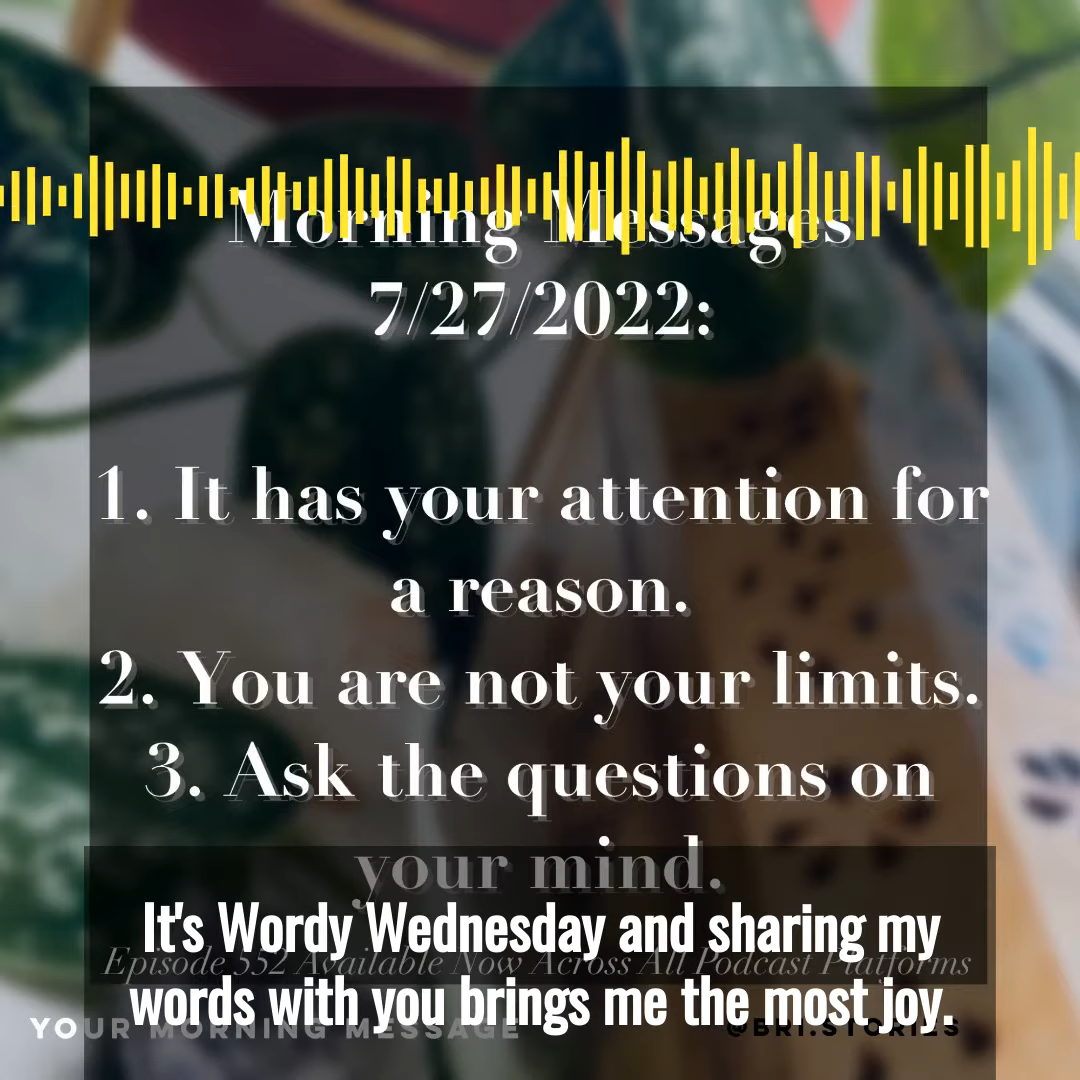 Morning Messages
7/27/2022:
1. It has your attention for
a reason.
2. You are not your limits.
3. Ask the questions on
your mind.
It's Wordy Wednesday and sharing my
Episode 552 Available Now Across All Podcast Platforms
words with you brings me the most joy.
YOUR MORNING MESSAGE
@BRI.STORIES